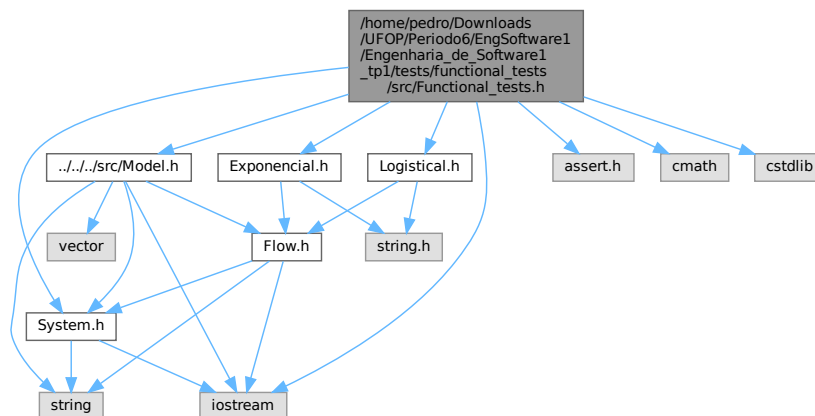 /home/pedro/Downloads
/UFOP/Periodo6/EngSoftware1
/Engenharia_de_Software1
_tp1/tests/functional_tests
/src/Functional_tests.h
../../../src/Model.h
Exponencial.h
Logistical.h
assert.h
cmath
cstdlib
vector
Flow.h
string.h
System.h
string
iostream